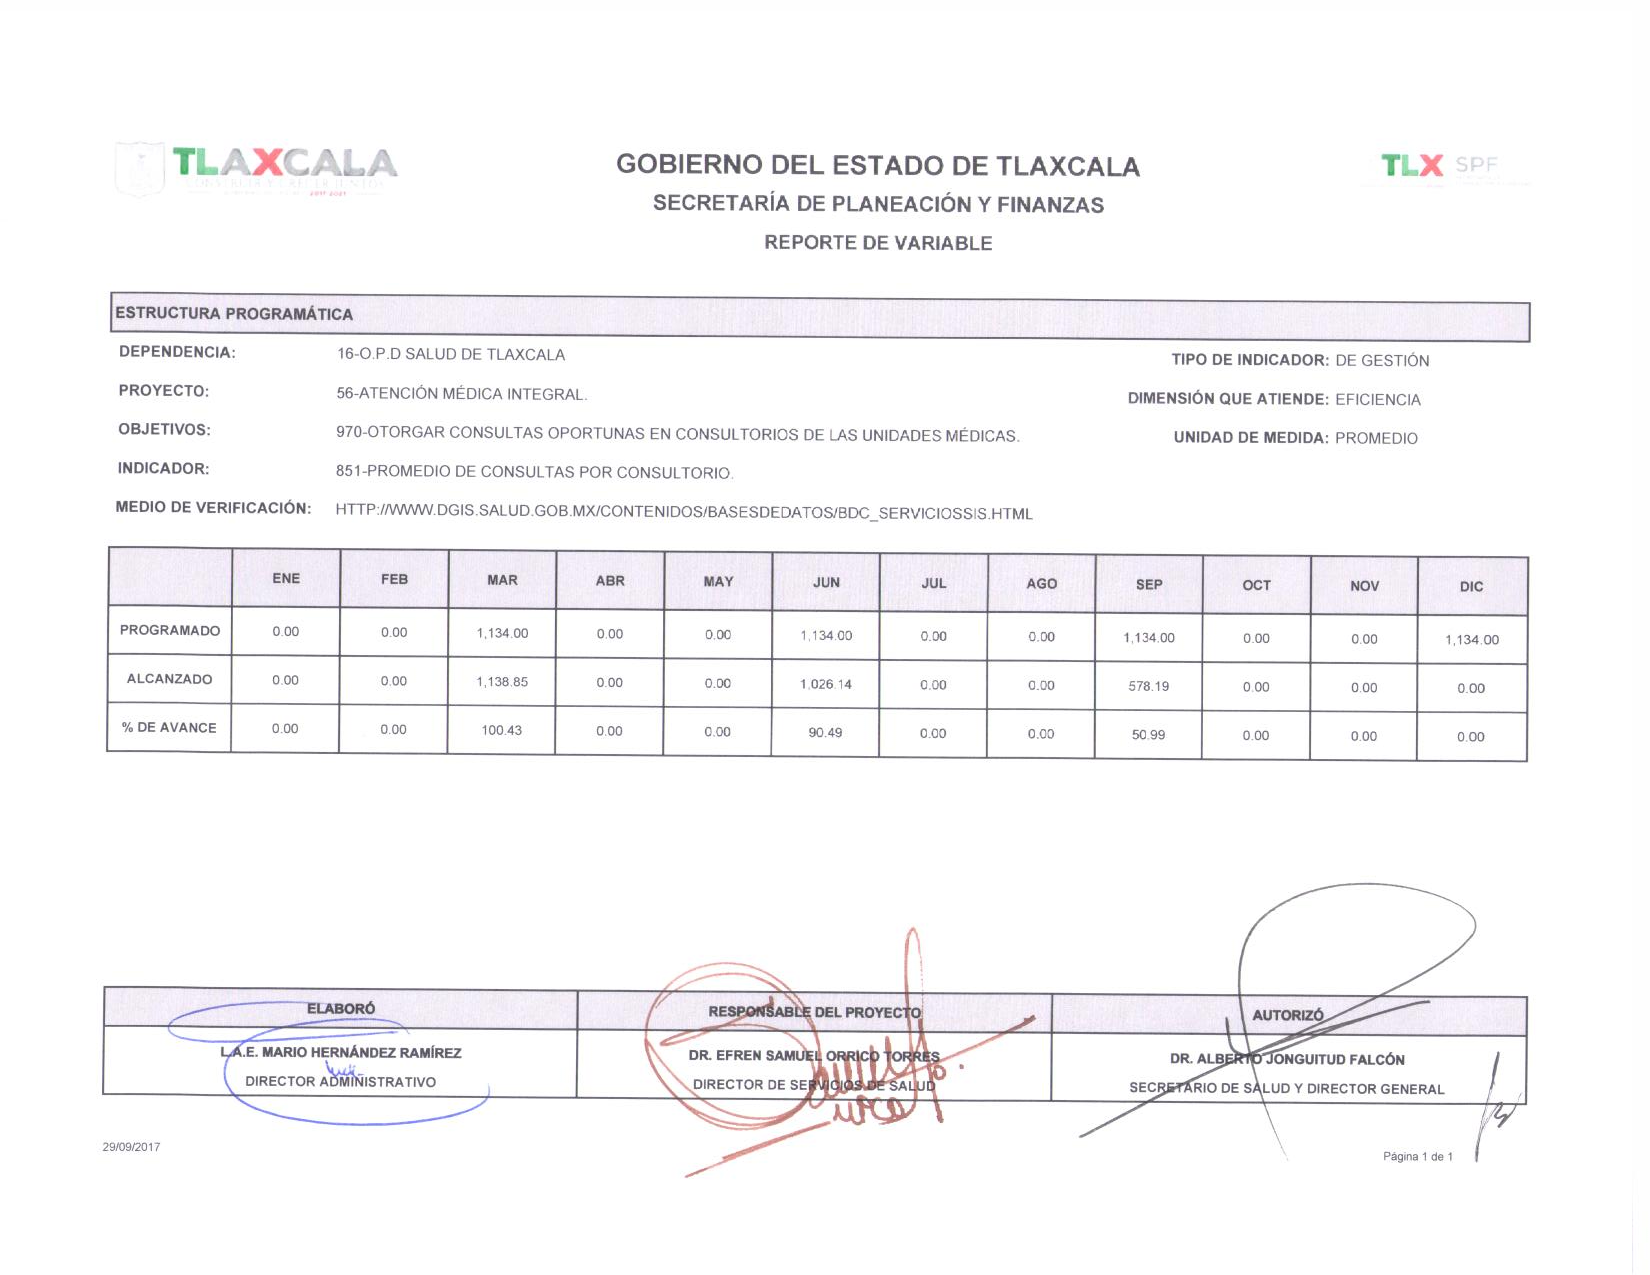 TLAXCALA
CONSTRUIR Y CRECER JUNTOS
2017-2021
GOBIERNO DEL ESTADO DE TLAXCALA
SECRETARÍA DE PLANEACIÓN Y FINANZAS
REPORTE DE VARIABLE
TLX SPF
ESTRUCTURA PROGRAMÁTICA
DEPENDENCIA: 16-O.P.D SALUD DE TLAXCALA TIPO DE INDICADOR: DE GESTIÓN
PROYECTO: 56-ATENCIÓN MÉDICA INTEGRAL. DIMENSIÓN QUE ATIENDE: EFICIENCIA
OBJETIVOS: 970-OTORGAR CONSULTAS OPORTUNAS EN CONSULTORIOS DE LAS UNIDADES MÉDICAS. UNIDAD DE MEDIDA: PROMEDIO
INDICADOR: 851-PROMEDIO DE CONSULTAS POR CONSULTORIO.
MEDIO DE VERIFICACIÓN: HTTP://WWW.DGIS.SALUD.GOB.MX/CONTENIDOS/BASESDEDATOS/BDC_SERVICIOSSIS.HTML
ENE FEB MAR ABR MAY JUN JUL AGO SEP OCT NOV DIC
PROGRAMADO 0.00 0.00 1,134.00 0.00 0.00 1,134.00 0.00 0.00 1,134.00 0.00 0.00 1,134.00
ALCANZADO 0.00 0.00 1,138.85 0.00 0.00 1,026.14 0.00 0.00 578.19 0.00 0.00 0.00
% DE AVANCE 0.00 0.00 100.43 0.00 0.00 90.49 0.00 0.00 50.99 0.00 0.00 0.00
ELABORÓ RESPONSABLE DEL PROYECTO AUTORIZÓ
L.A.E. MARIO HERNÁNDEZ RAMÍREZ DR. EFREN SAMUEL ORRICO TORRES DR. ALBERTO JONGUITUD FALCÓN
DIRECTOR ADMINISTRATIVO DIRECTOR DE SERVICIOS DE SALUD SECRETARIO DE SALUD Y DIRECTOR GENERAL
29/09/2017 Página 1 de 1